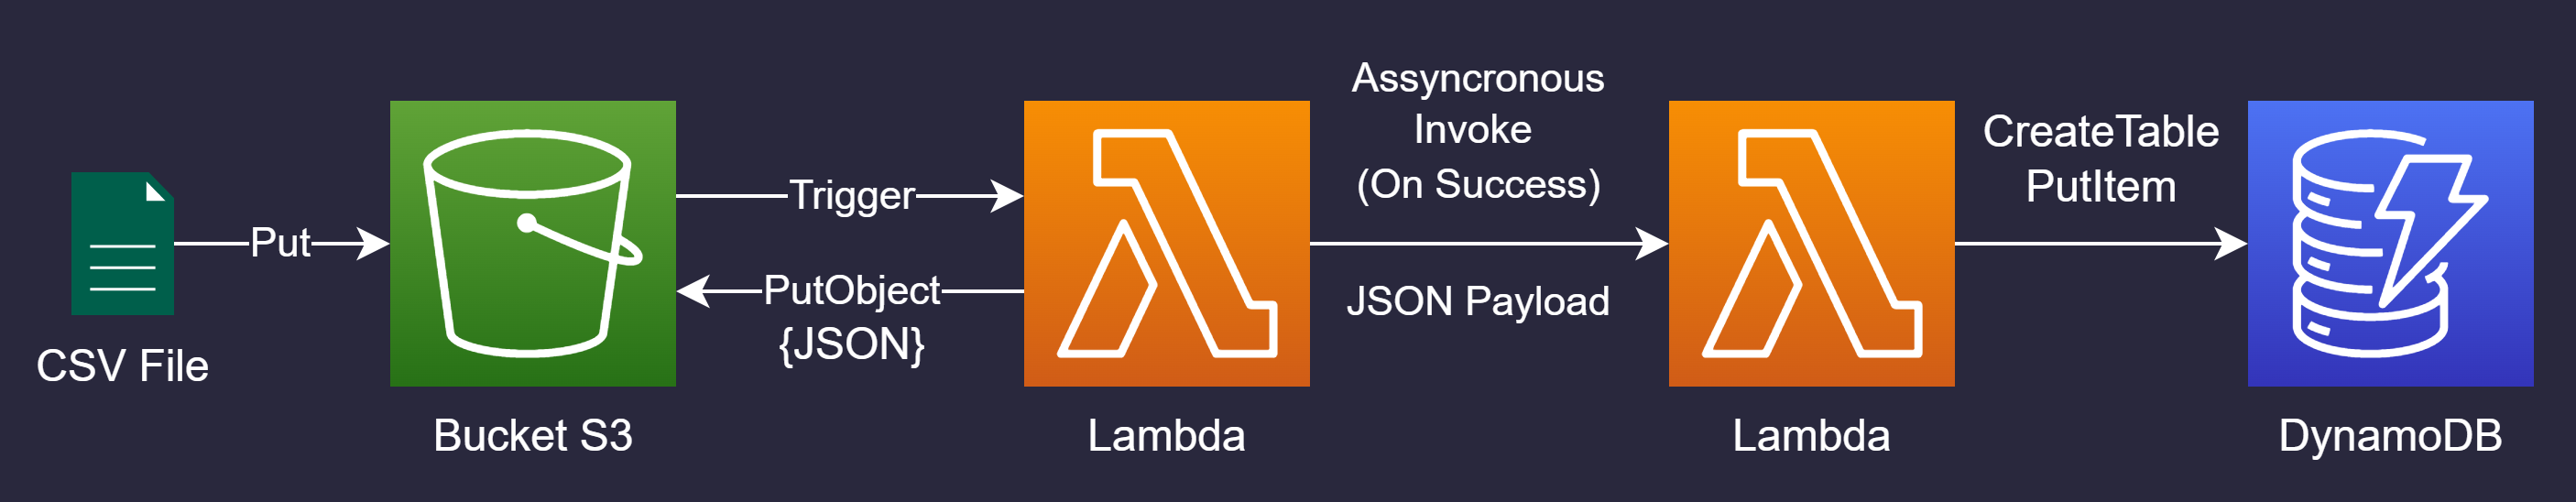 CSV File
Put
Bucket S3
Trigger
PutObject
{JSON}
Lambda
Assyncronous
Invoke
(On Success)
JSON Payload
Lambda
CreateTable
PutItem
DynamoDB